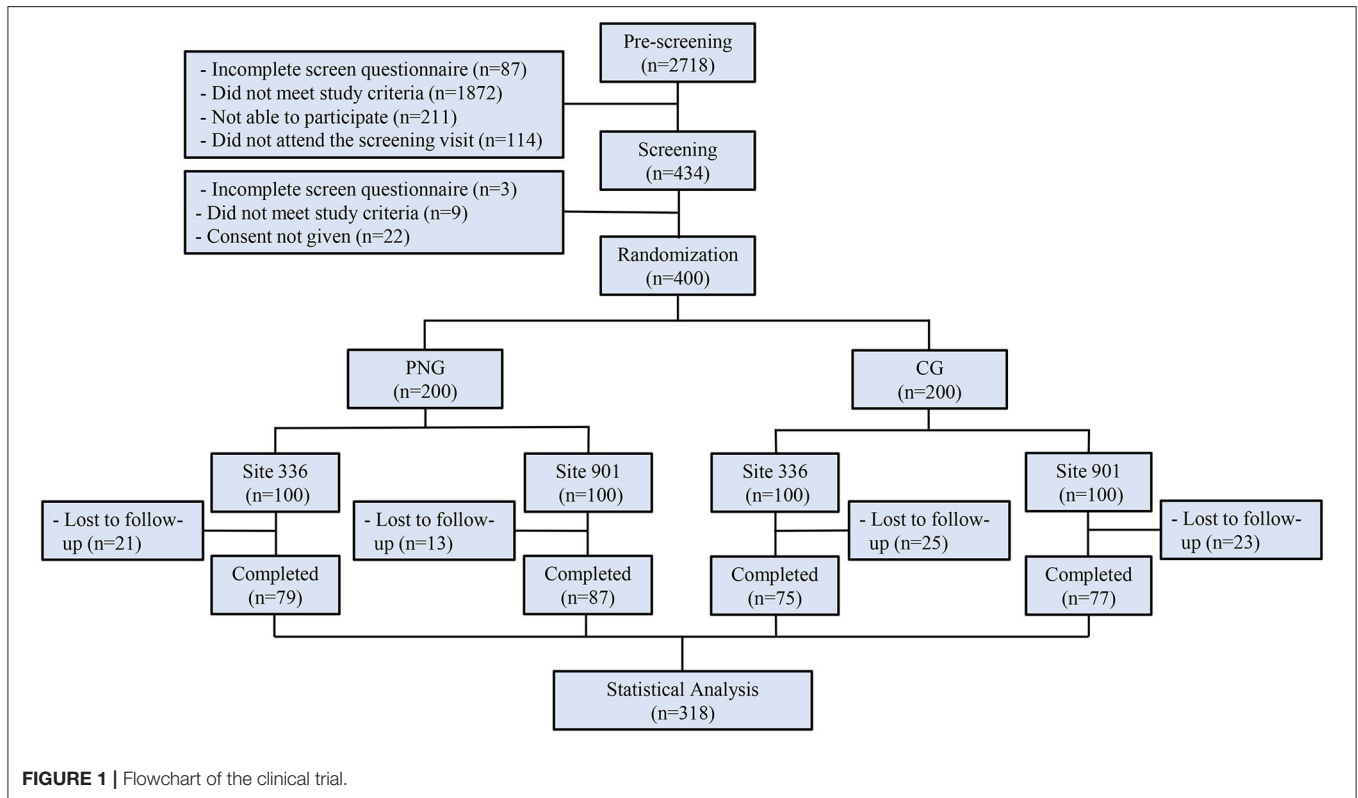 Pre-screening
(n=2718)
- Incomplete screen questionnaire (n=87)
- Did not meet study criteria (n=1872)
- Not able to participate (n=211)
- Did not attend the screening visit (n=114)
Screening
(n=434)
- Incomplete screen questionnaire (n=3)
- Did not meet study criteria (n=9)
- Consent not given (n=22)
Randomization
(n=400)
PNG
(n=200)
CG
(n=200)
Site 336
(n=100)
Site 901
(n=100)
Site 336
(n=100)
Site 901
(n=100)
- Lost to follow-
up (n=21)
- Lost to follow-
up (n=13)
- Lost to follow-
up (n=25)
- Lost to follow-
up (n=23)
Completed
(n=79)
Completed
(n=87)
Completed
(n=75)
Completed
(n=77)
Statistical Analysis
(n=318)
FIGURE 1 | Flowchart of the clinical trial.